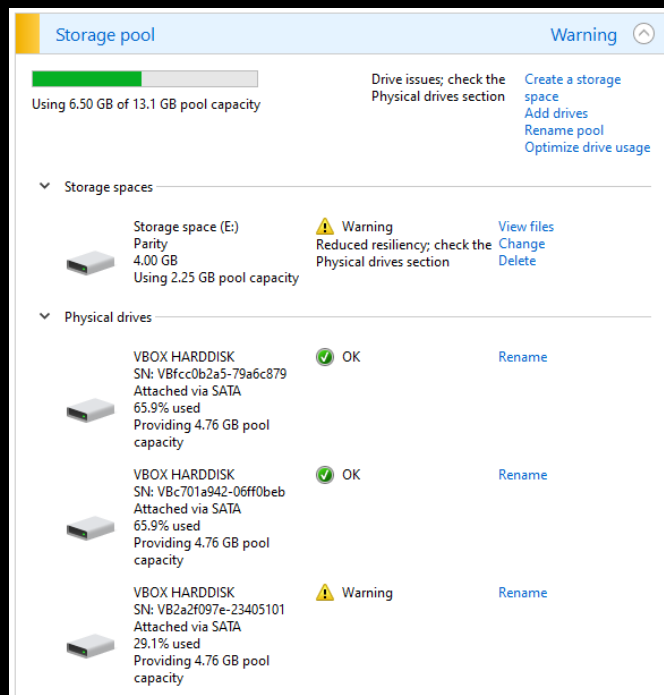 Storage pool
Warning
Using 6.50 GB of 13.1 GB pool capacity
Drive issues; check the
Physical drives section
Create a storage
space
Add drives
Rename pool
Optimize drive usage
Storage spaces
Storage space (E:)
Parity
4.00 GB
Using 2.25 GB pool capacity
Warning
Reduced resiliency; check the
Physical drives section
View files
Change
Delete
Physical drives
VBOX HARDDISK
SN: VBfcc0b2a5-79a6c879
Attached via SATA
65.9% used
Providing 4.76 GB pool
capacity
OK
Rename
VBOX HARDDISK
SN: VBc701a942-06ff0beb
Attached via SATA
65.9% used
Providing 4.76 GB pool
capacity
OK
Rename
VBOX HARDDISK
SN: VB2a2f097e-23405101
Attached via SATA
29.1% used
Providing 4.76 GB pool
capacity
Warning
Rename